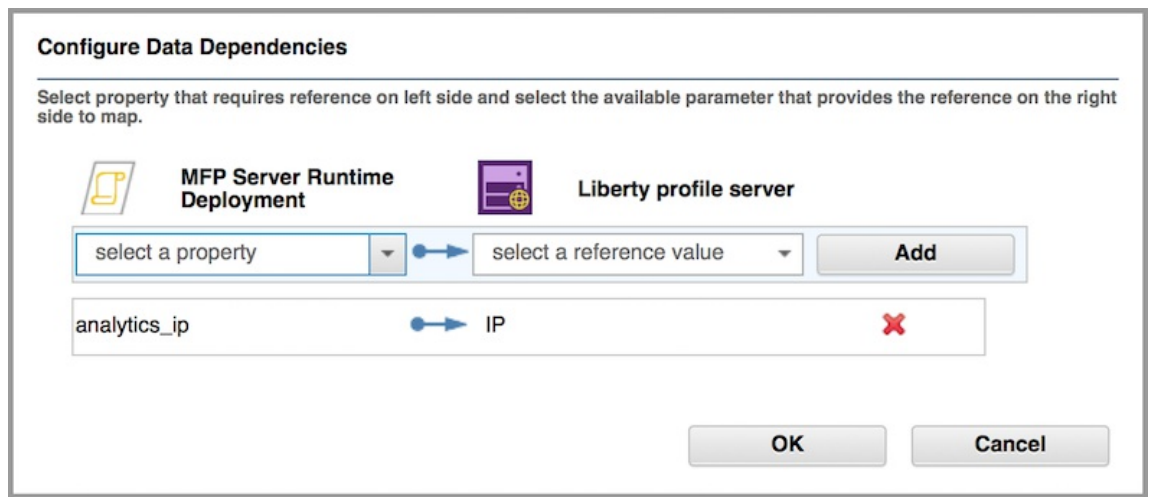 Configure Data Dependencies
Select property that requires reference on left side and select the available parameter that provides the reference on the right
side to map.
MFP Server Runtime
Deployment
Liberty profile server
select a property
select a reference value
Add
analytics_ip
IP
OK
Cancel